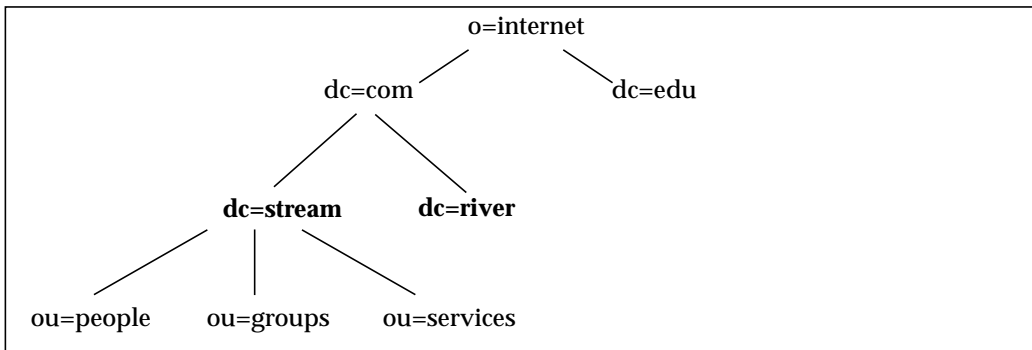 o=internet
dc=com dc=edu
dc=stream dc=river
ou=people ou=groups ou=services